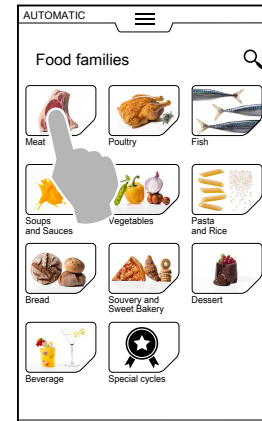 AUTOMATIC
Food families
Meat
Poultry
Fish
Soups
and Sauces
Vegetables
Pasta
and Rice
Bread
Souvery and
Sweet Bakery
Dessert
Beverage
Special cycles